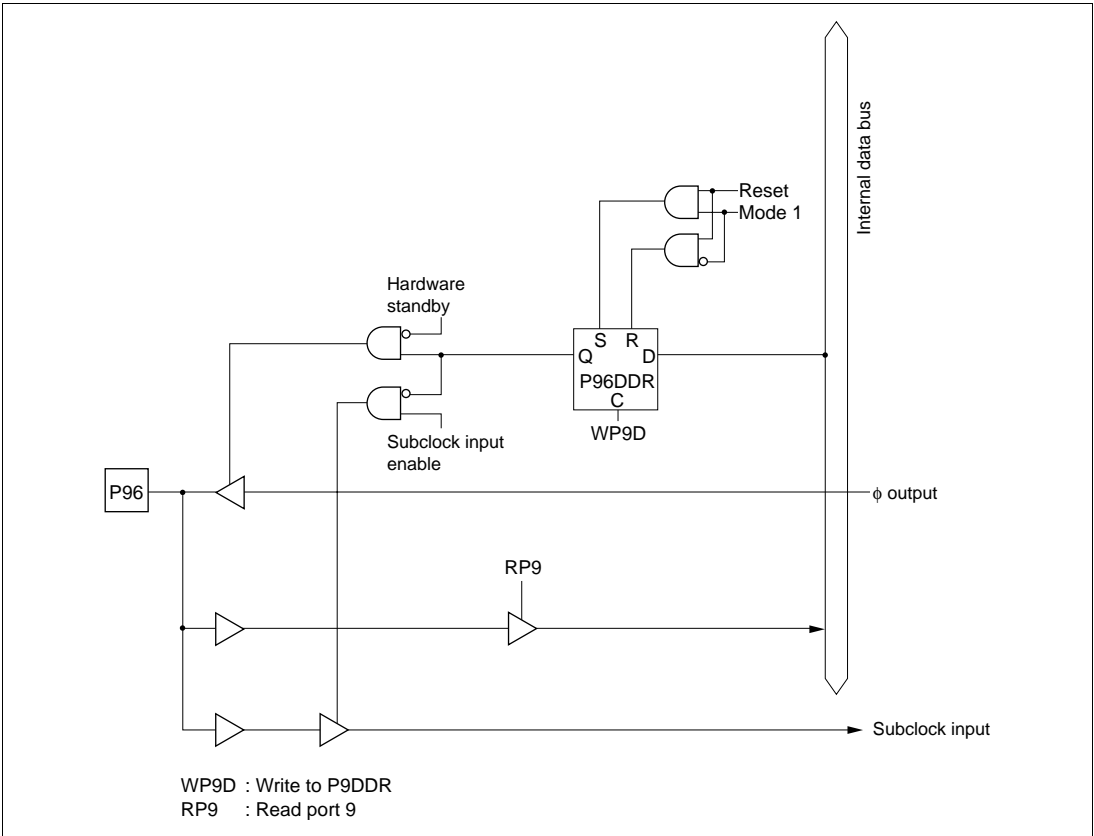 Internal data bus
Reset
Mode 1
Hardware
standby
S R
Q D
P96DDR
C
WP9D
Subclock input
enable
P96
ϕ output
RP9
Subclock input
WP9D : Write to P9DDR
RP9 : Read port 9